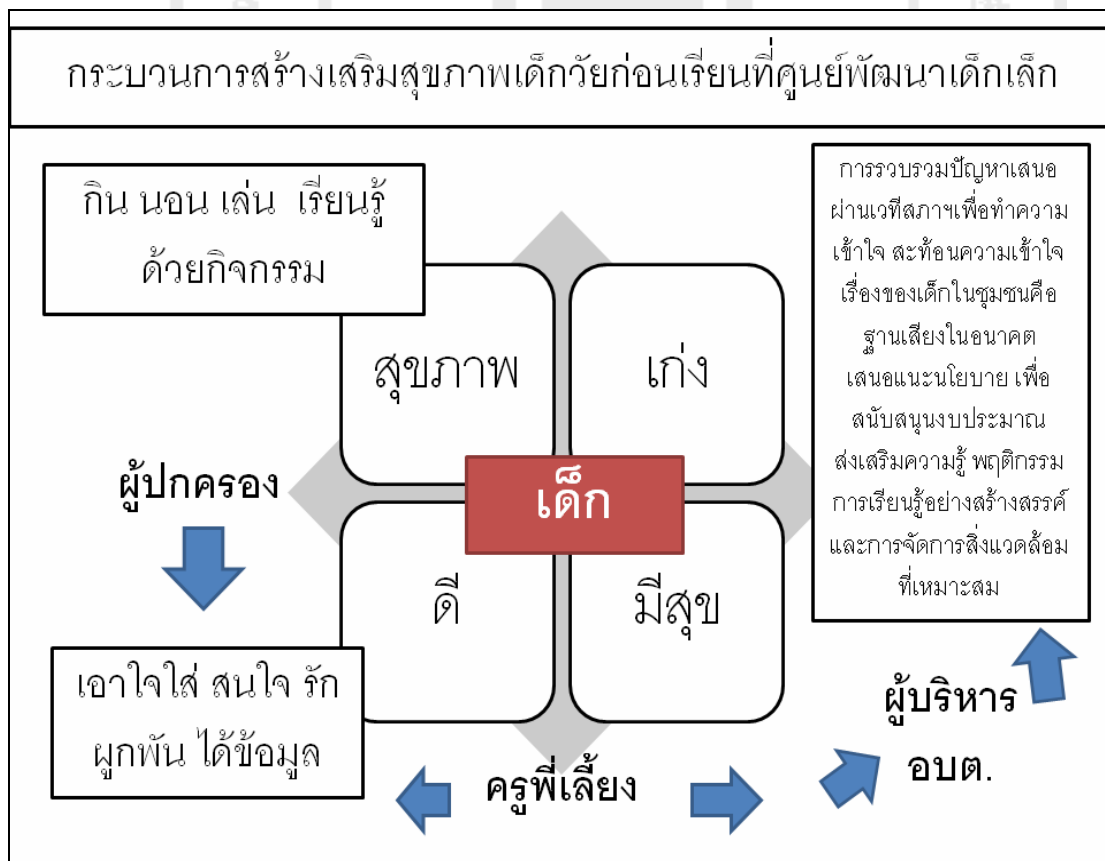 กระบวนการสร้างเสริมสุขภาพเด็กวัยก่อนเรียนที่ศูนย์พัฒนาเด็กเล็ก
กิน นอน เล่น เรียนรู้
ด้วยกิจกรรม
สุขภาพ
เก่ง
เด็ก
ดี
มีสุข
ผู้ปกครอง
เอาใจใส่ สนใจ รัก
ผูกพัน ได้ข้อมูล
ครูพี่เลี้ยง
การรวบรวมปัญหาเสนอ
ผ่านเวทีสภาฯเพื่อทำความ
เข้าใจ สะท้อนความเข้าใจ
เรื่องของเด็กในชุมชนคือ
ฐานเสียงในอนาคต
เสนอแนะนโยบาย เพื่อ
สนับสนุนงบประมาณ
ส่งเสริมความรู้ พฤติกรรม
การเรียนรู้อย่างสร้างสรรค์
และการจัดการสิ่งแวดล้อม
ที่เหมาะสม
ผู้บริหาร
อบต.